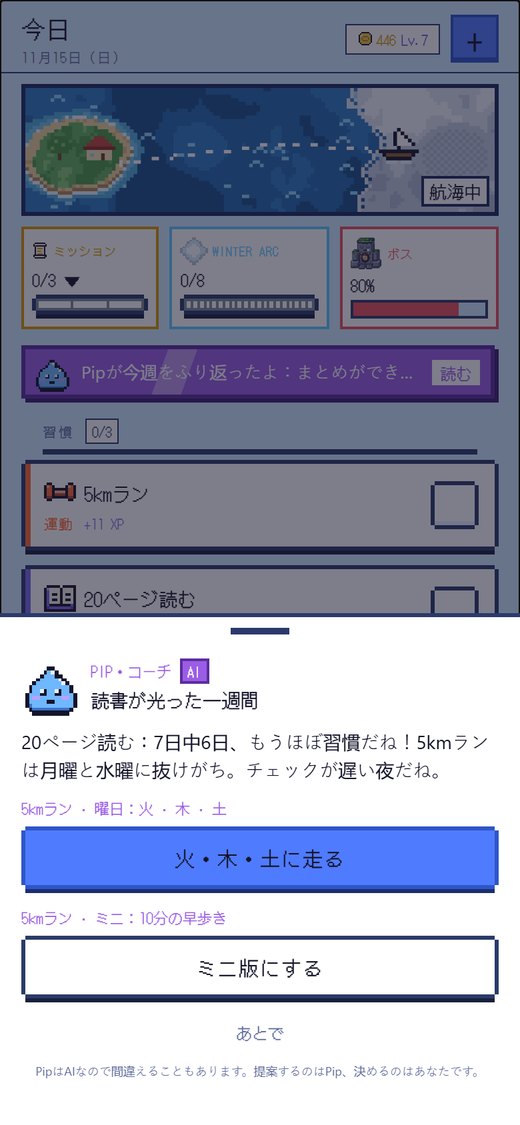 今日
11月15日（日）
446 Lv.7
+
航海中
ミッション
0/3
WINTER ARC
0/8
ボス
80%
Pipが今週をふり返ったよ：まとめができ…
読む
習慣 0/3
5kmラン
運動 +11 XP
20ページ読む
PIP・コーチ AI
読書が光った一週間
20ページ読む：7日中6日、もうほぼ習慣だね！5kmラン
は月曜と水曜に抜けがち。チェックが遅い夜だね。
5kmラン · 曜日：火 · 木 · 土
火・木・土に走る
5kmラン · ミニ：10分の早歩き
ミニ版にする
あとで
PipはAIなので間違えることもあります。提案するのはPip、決めるのはあなたです。